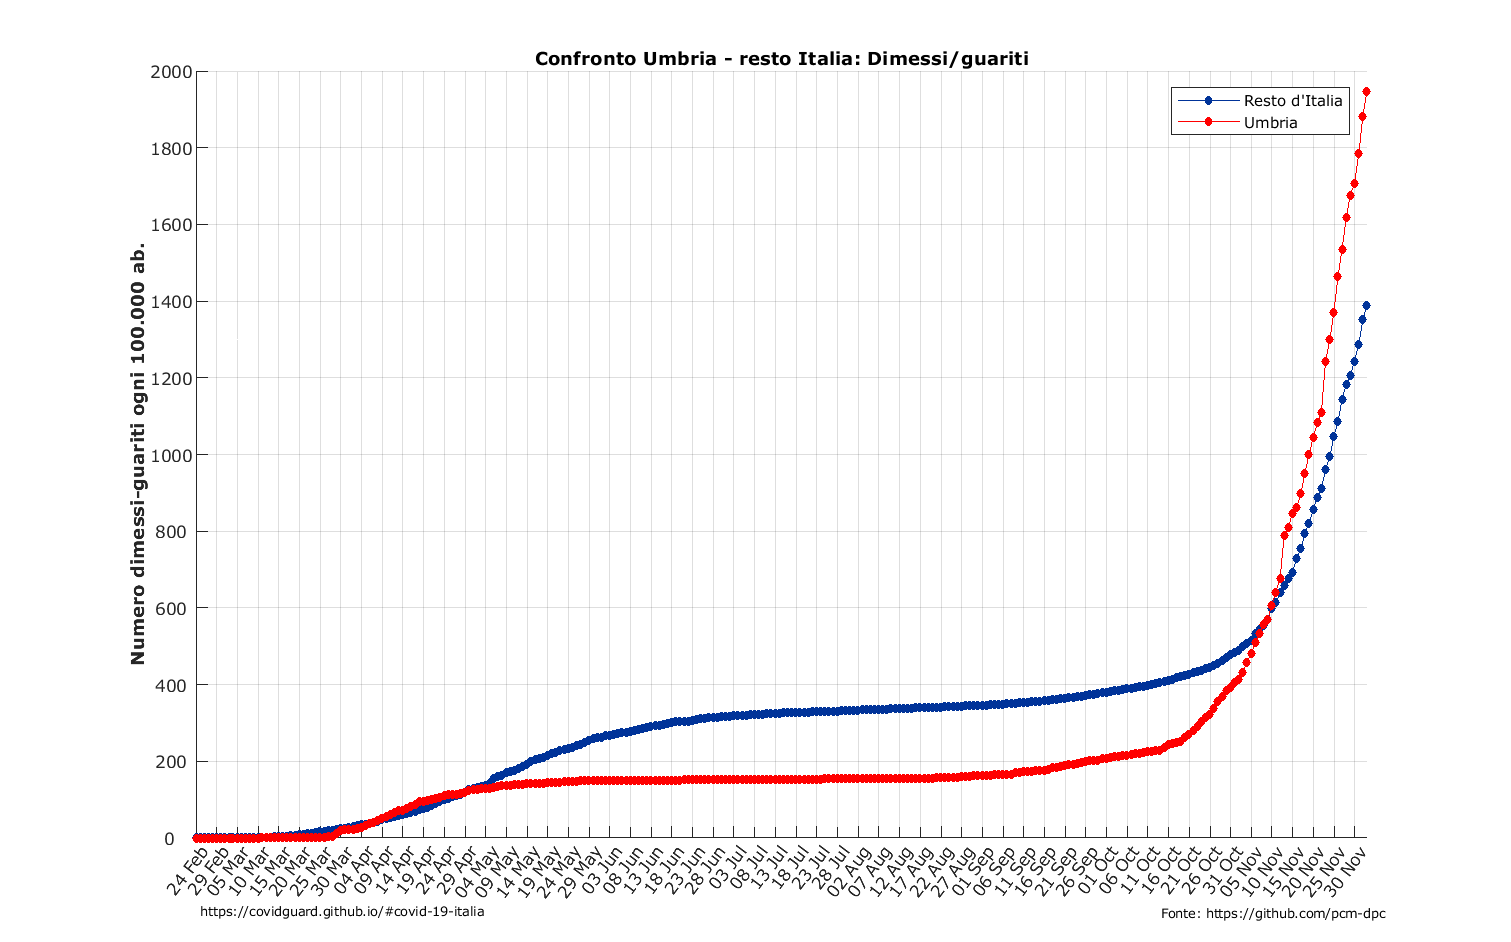 Confronto Umbria - resto Italia: Dimessi/guariti
Resto d'Italia
Umbria
Numero dimessi-guariti ogni 100.000 ab.
2000
1800
1600
1400
1200
1000
800
600
400
200
0
24 Feb
29 Feb
05 Mar
10 Mar
15 Mar
20 Mar
25 Mar
30 Mar
04 Apr
09 Apr
14 Apr
19 Apr
24 Apr
29 Apr
04 May
09 May
14 May
19 May
24 May
29 May
03 Jun
08 Jun
13 Jun
18 Jun
23 Jun
28 Jun
03 Jul
08 Jul
13 Jul
18 Jul
23 Jul
28 Jul
02 Aug
07 Aug
12 Aug
17 Aug
22 Aug
27 Aug
01 Sep
06 Sep
11 Sep
16 Sep
21 Sep
26 Sep
01 Oct
06 Oct
11 Oct
16 Oct
21 Oct
26 Oct
31 Oct
05 Nov
10 Nov
15 Nov
20 Nov
25 Nov
30 Nov
https://covidguard.github.io/#covid-19-italia
Fonte: https://github.com/pcm-dpc